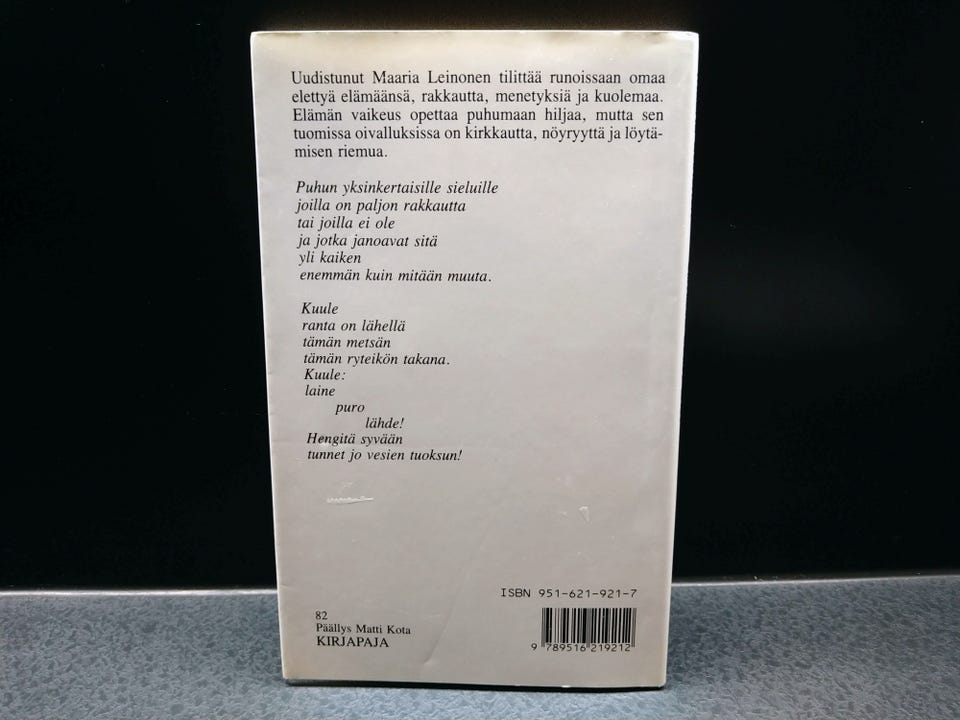 Uudistunut Maaria Leinonen tilittää runoissaan omaa
elettyä elämäänsä, rakkautta, menetyksiä ja kuolemaa.
Elämän vaikeus opettaa puhumaan hiljaa, mutta sen
tuomissa oivalluksissa on kirkkautta, nöyryyttä ja löytä-
misen riemua.
Puhun yksinkertaisille sieluille
joilla on paljon rakkautta
tai joilla ei ole
ja jotka janoavat sitä
yli kaiken
enemmän kuin mitään muuta.
Kuule
ranta on lähellä
tämän metsän
tämän ryteikön takana.
Kuule:
laine
puro
lähde!
Hengitä syvään
tunnet jo vesien tuoksun!
ISBN 951-621-921-7
82
Päällys Matti Kota
KIRJAPAJA
9 789516 219212